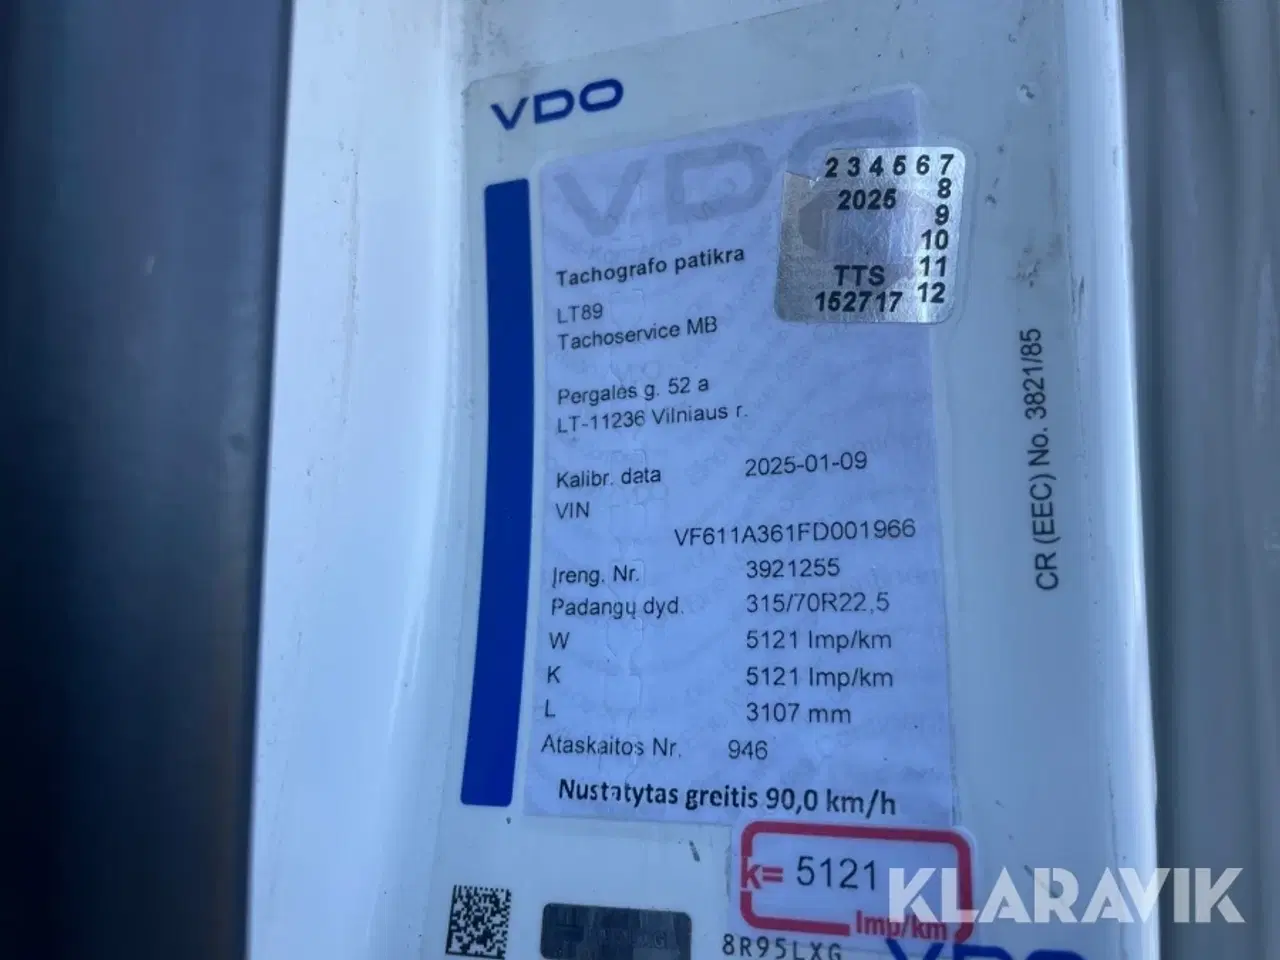 VDO
VDO
2 3 4 5 6 7
8
2025
9
10
TTS 11
152717 12
Tachografo patikra
LT89
Tachoservice MB
Pergalės g. 52 a
LT-11236 Vilniaus r.
Kalibr. data 2025-01-09
VIN
VF611A361FD001966
Įreng. Nr. 3921255
Padangų dyd. 315/70R22,5
W 5121 Imp/km
K 5121 Imp/km
L 3107 mm
Ataskaitos Nr. 946
Nustatytas greitis 90,0 km/h
CR (EEC) No. 3821/85
k= 5121
Imp/km
8R95LXG
VDO
KLARAVIK